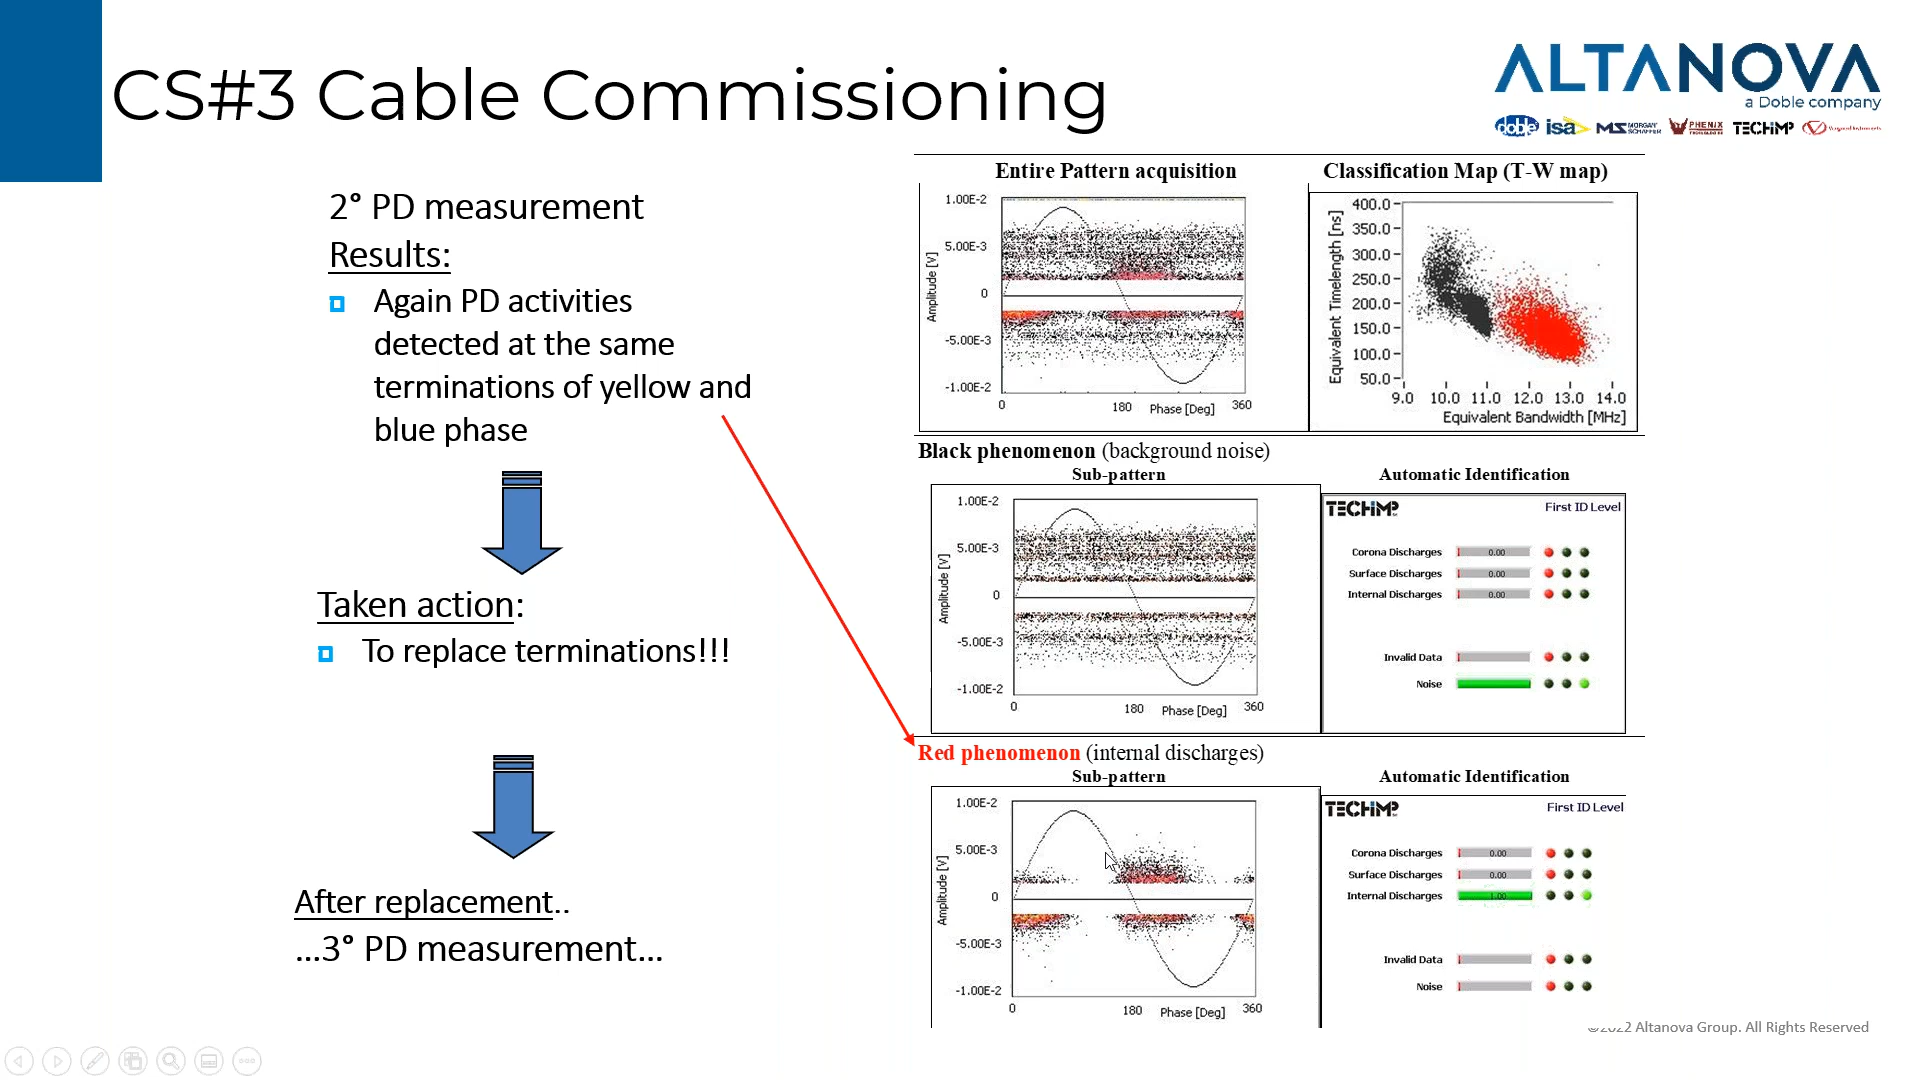 CS#3 Cable Commissioning
ALTANOVA
a Doble company
doble isa MS MORGAN SCHAFFER PHENIX TECHIMP
2° PD measurement
Results:
Again PD activities
detected at the same
terminations of yellow and
blue phase
Taken action:
To replace terminations!!!
After replacement..
...3° PD measurement...
Entire Pattern acquisition
Classification Map (T-W map)
1.00E-2
5.00E-3
0
-5.00E-3
-1.00E-2
Amplitude [V]
0 180 Phase [Deg] 360
400.0
350.0
300.0
250.0
200.0
150.0
100.0
50.0
Equivalent Timelength [ns]
9.0 10.0 11.0 12.0 13.0 14.0
Equivalent Bandwidth [MHz]
Black phenomenon (background noise)
Sub-pattern
Automatic Identification
1.00E-2
5.00E-3
0
-5.00E-3
-1.00E-2
Amplitude [V]
0 180 Phase [Deg] 360
TECHIMP First ID Level
Corona Discharges 0.00
Surface Discharges 0.00
Internal Discharges 0.00
Invalid Data
Noise
Red phenomenon (internal discharges)
Sub-pattern
Automatic Identification
1.00E-2
5.00E-3
0
-5.00E-3
-1.00E-2
Amplitude [V]
0 180 Phase [Deg] 360
TECHIMP First ID Level
Corona Discharges 0.00
Surface Discharges 0.00
Internal Discharges 1.00
Invalid Data
Noise
©2022 Altanova Group. All Rights Reserved